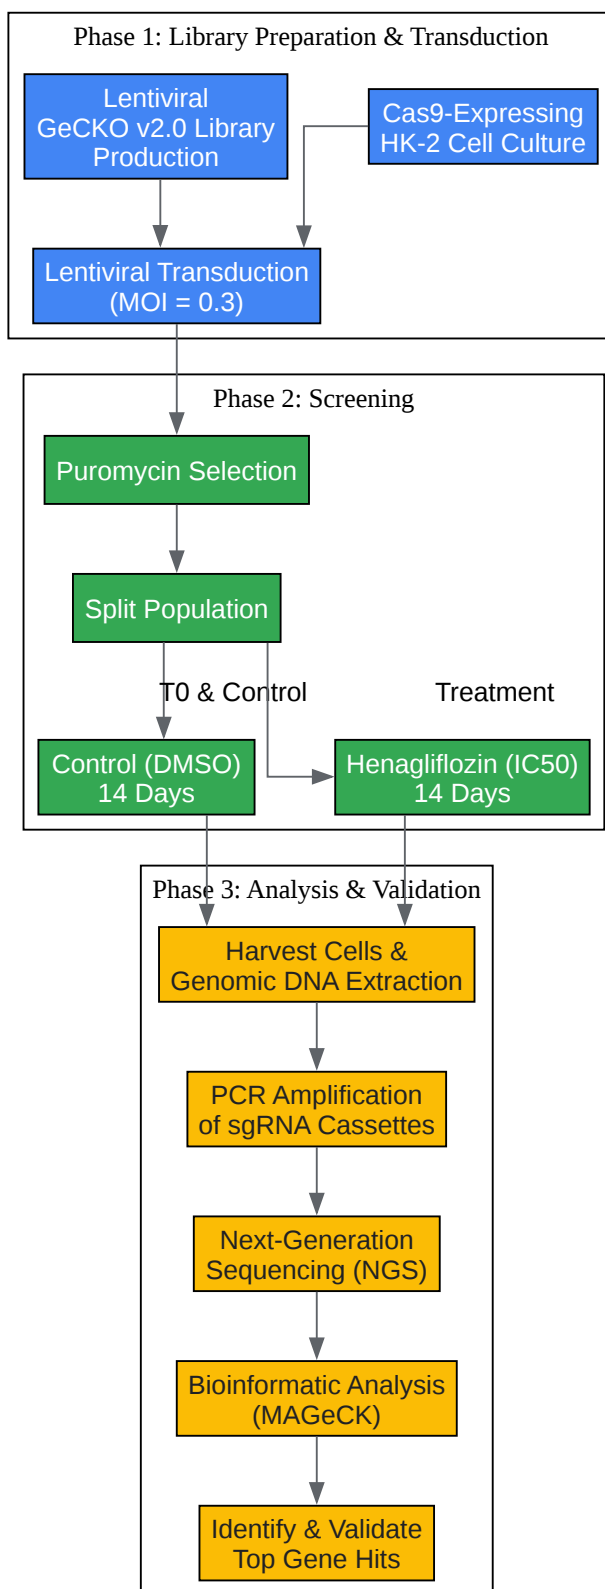 Phase 1: Library Preparation & Transduction
Lentiviral
GeCKO v2.0 Library
Production
Cas9-Expressing
HK-2 Cell Culture
Lentiviral Transduction
(MOI = 0.3)
Phase 2: Screening
Puromycin Selection
Split Population
T0 & Control
Treatment
Control (DMSO)
14 Days
Henagliflozin (IC50)
14 Days
Phase 3: Analysis & Validation
Harvest Cells &
Genomic DNA Extraction
PCR Amplification
of sgRNA Cassettes
Next-Generation
Sequencing (NGS)
Bioinformatic Analysis
(MAGeCK)
Identify & Validate
Top Gene Hits